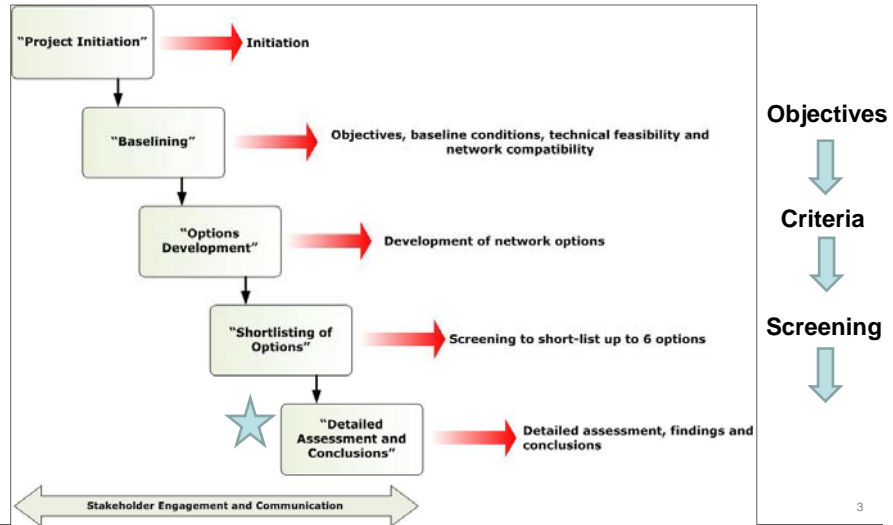 “Project Initiation”
Initiation
“Baselining”
Objectives, baseline conditions, technical feasibility and
network compatibility
“Options
Development”
Development of network options
“Shortlisting of
Options”
Screening to short-list up to 6 options
“Detailed
Assessment and
Conclusions”
Detailed assessment, findings and
conclusions
Stakeholder Engagement and Communication
Objectives
Criteria
Screening
3